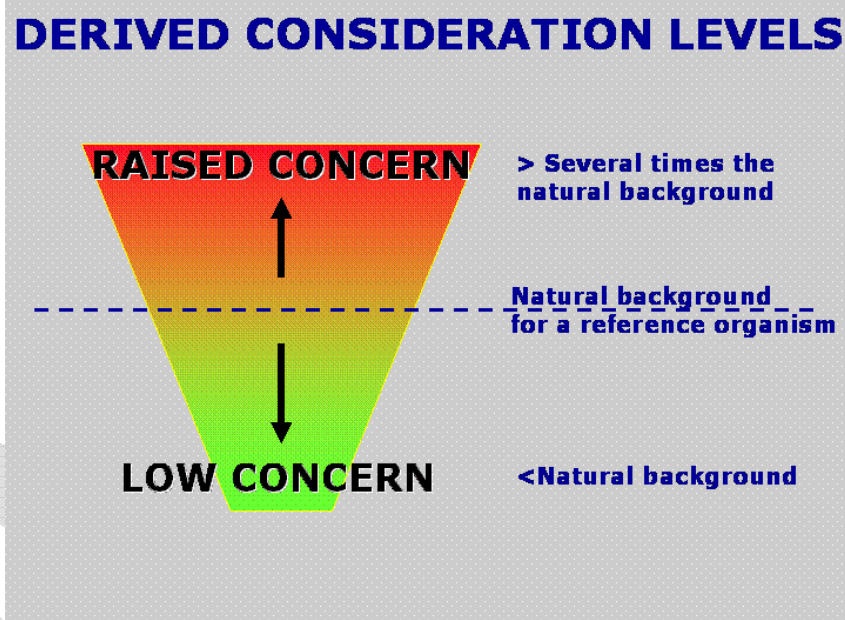 DERIVED CONSIDERATION LEVELS
RAISED CONCERN
> Several times the
natural background
Natural background
for a reference organism
LOW CONCERN
<Natural background